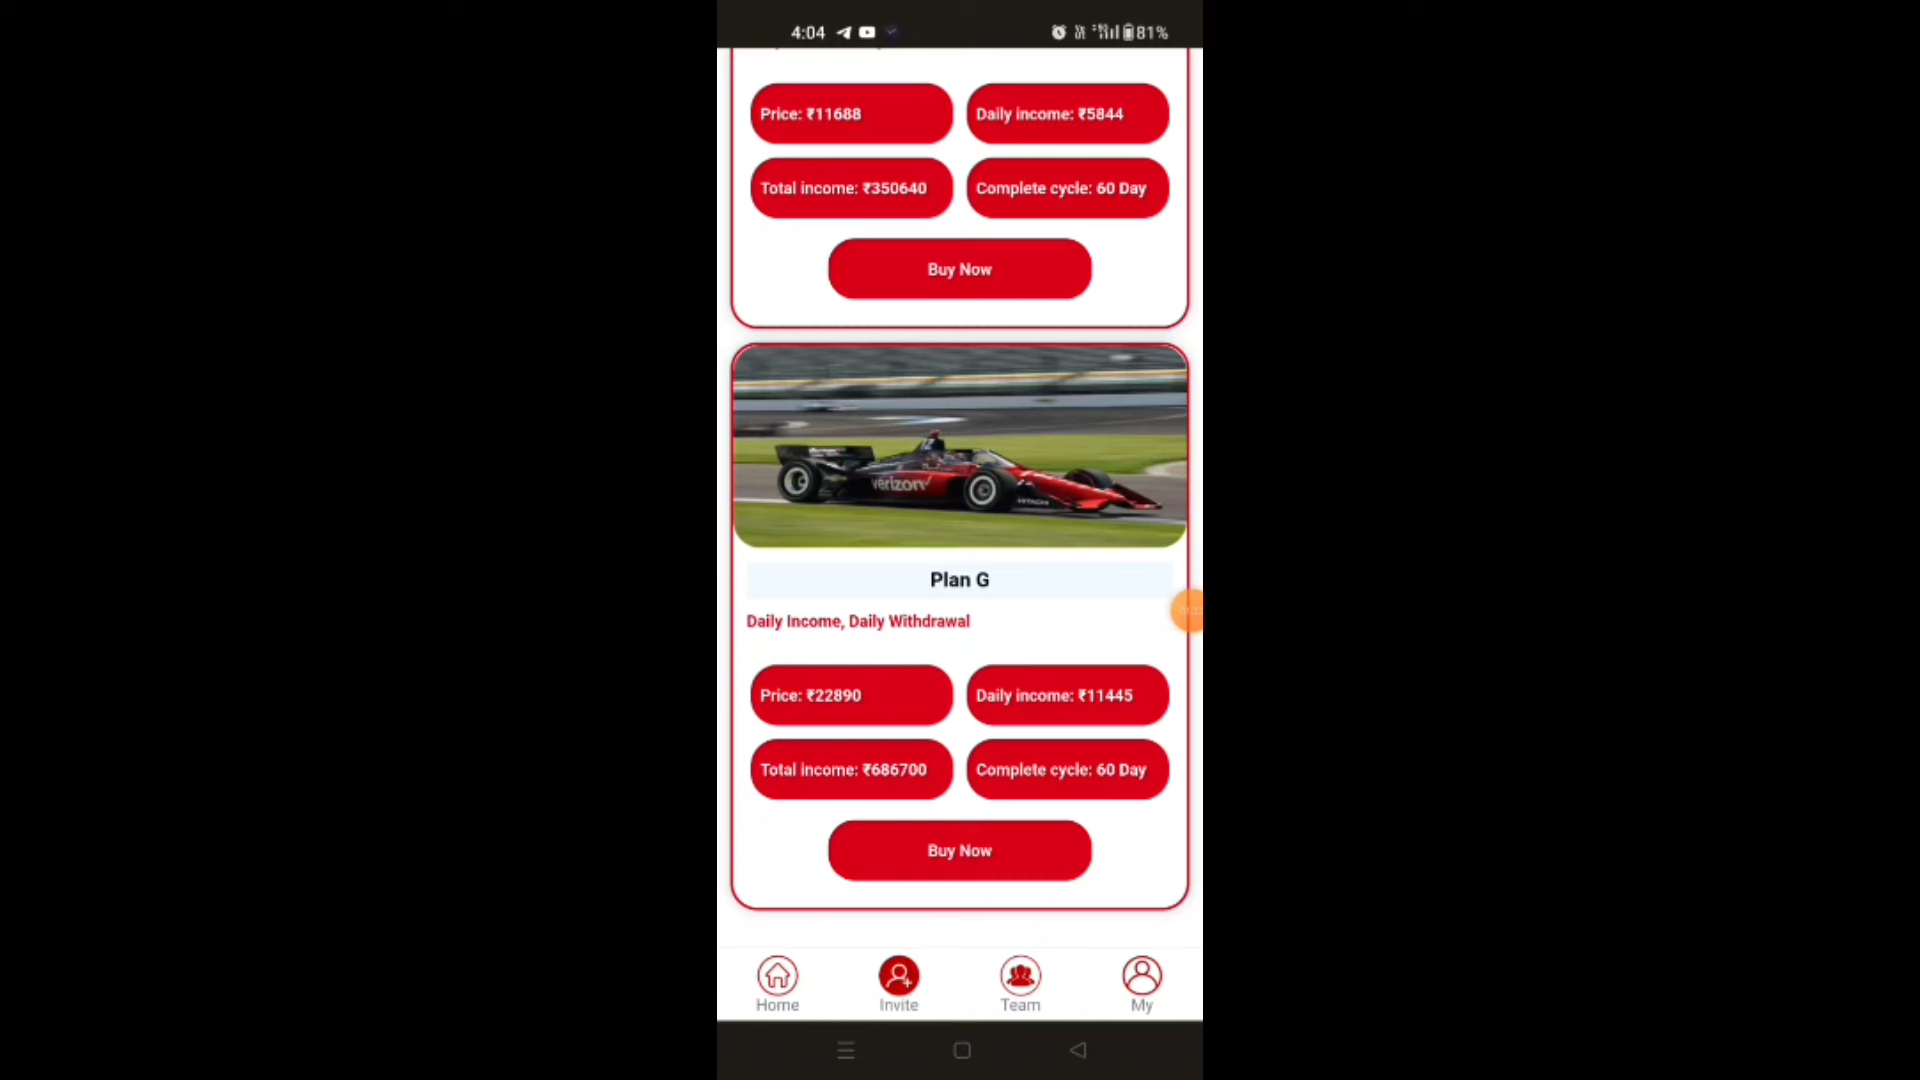 4:04
81%
Price: ₹11688
Daily income: ₹5844
Total income: ₹350640
Complete cycle: 60 Day
Buy Now
verizon
HITACHI
Plan G
Daily Income, Daily Withdrawal
Price: ₹22890
Daily income: ₹11445
Total income: ₹686700
Complete cycle: 60 Day
Buy Now
Home
Invite
Team
My